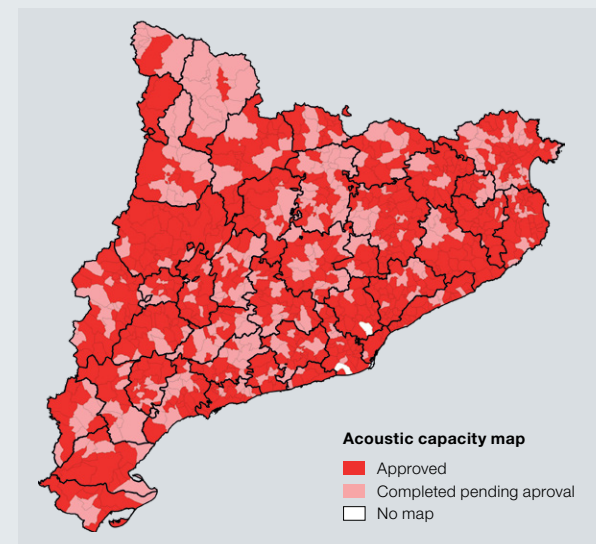 Acoustic capacity map
Approved
Completed pending aproval
No map